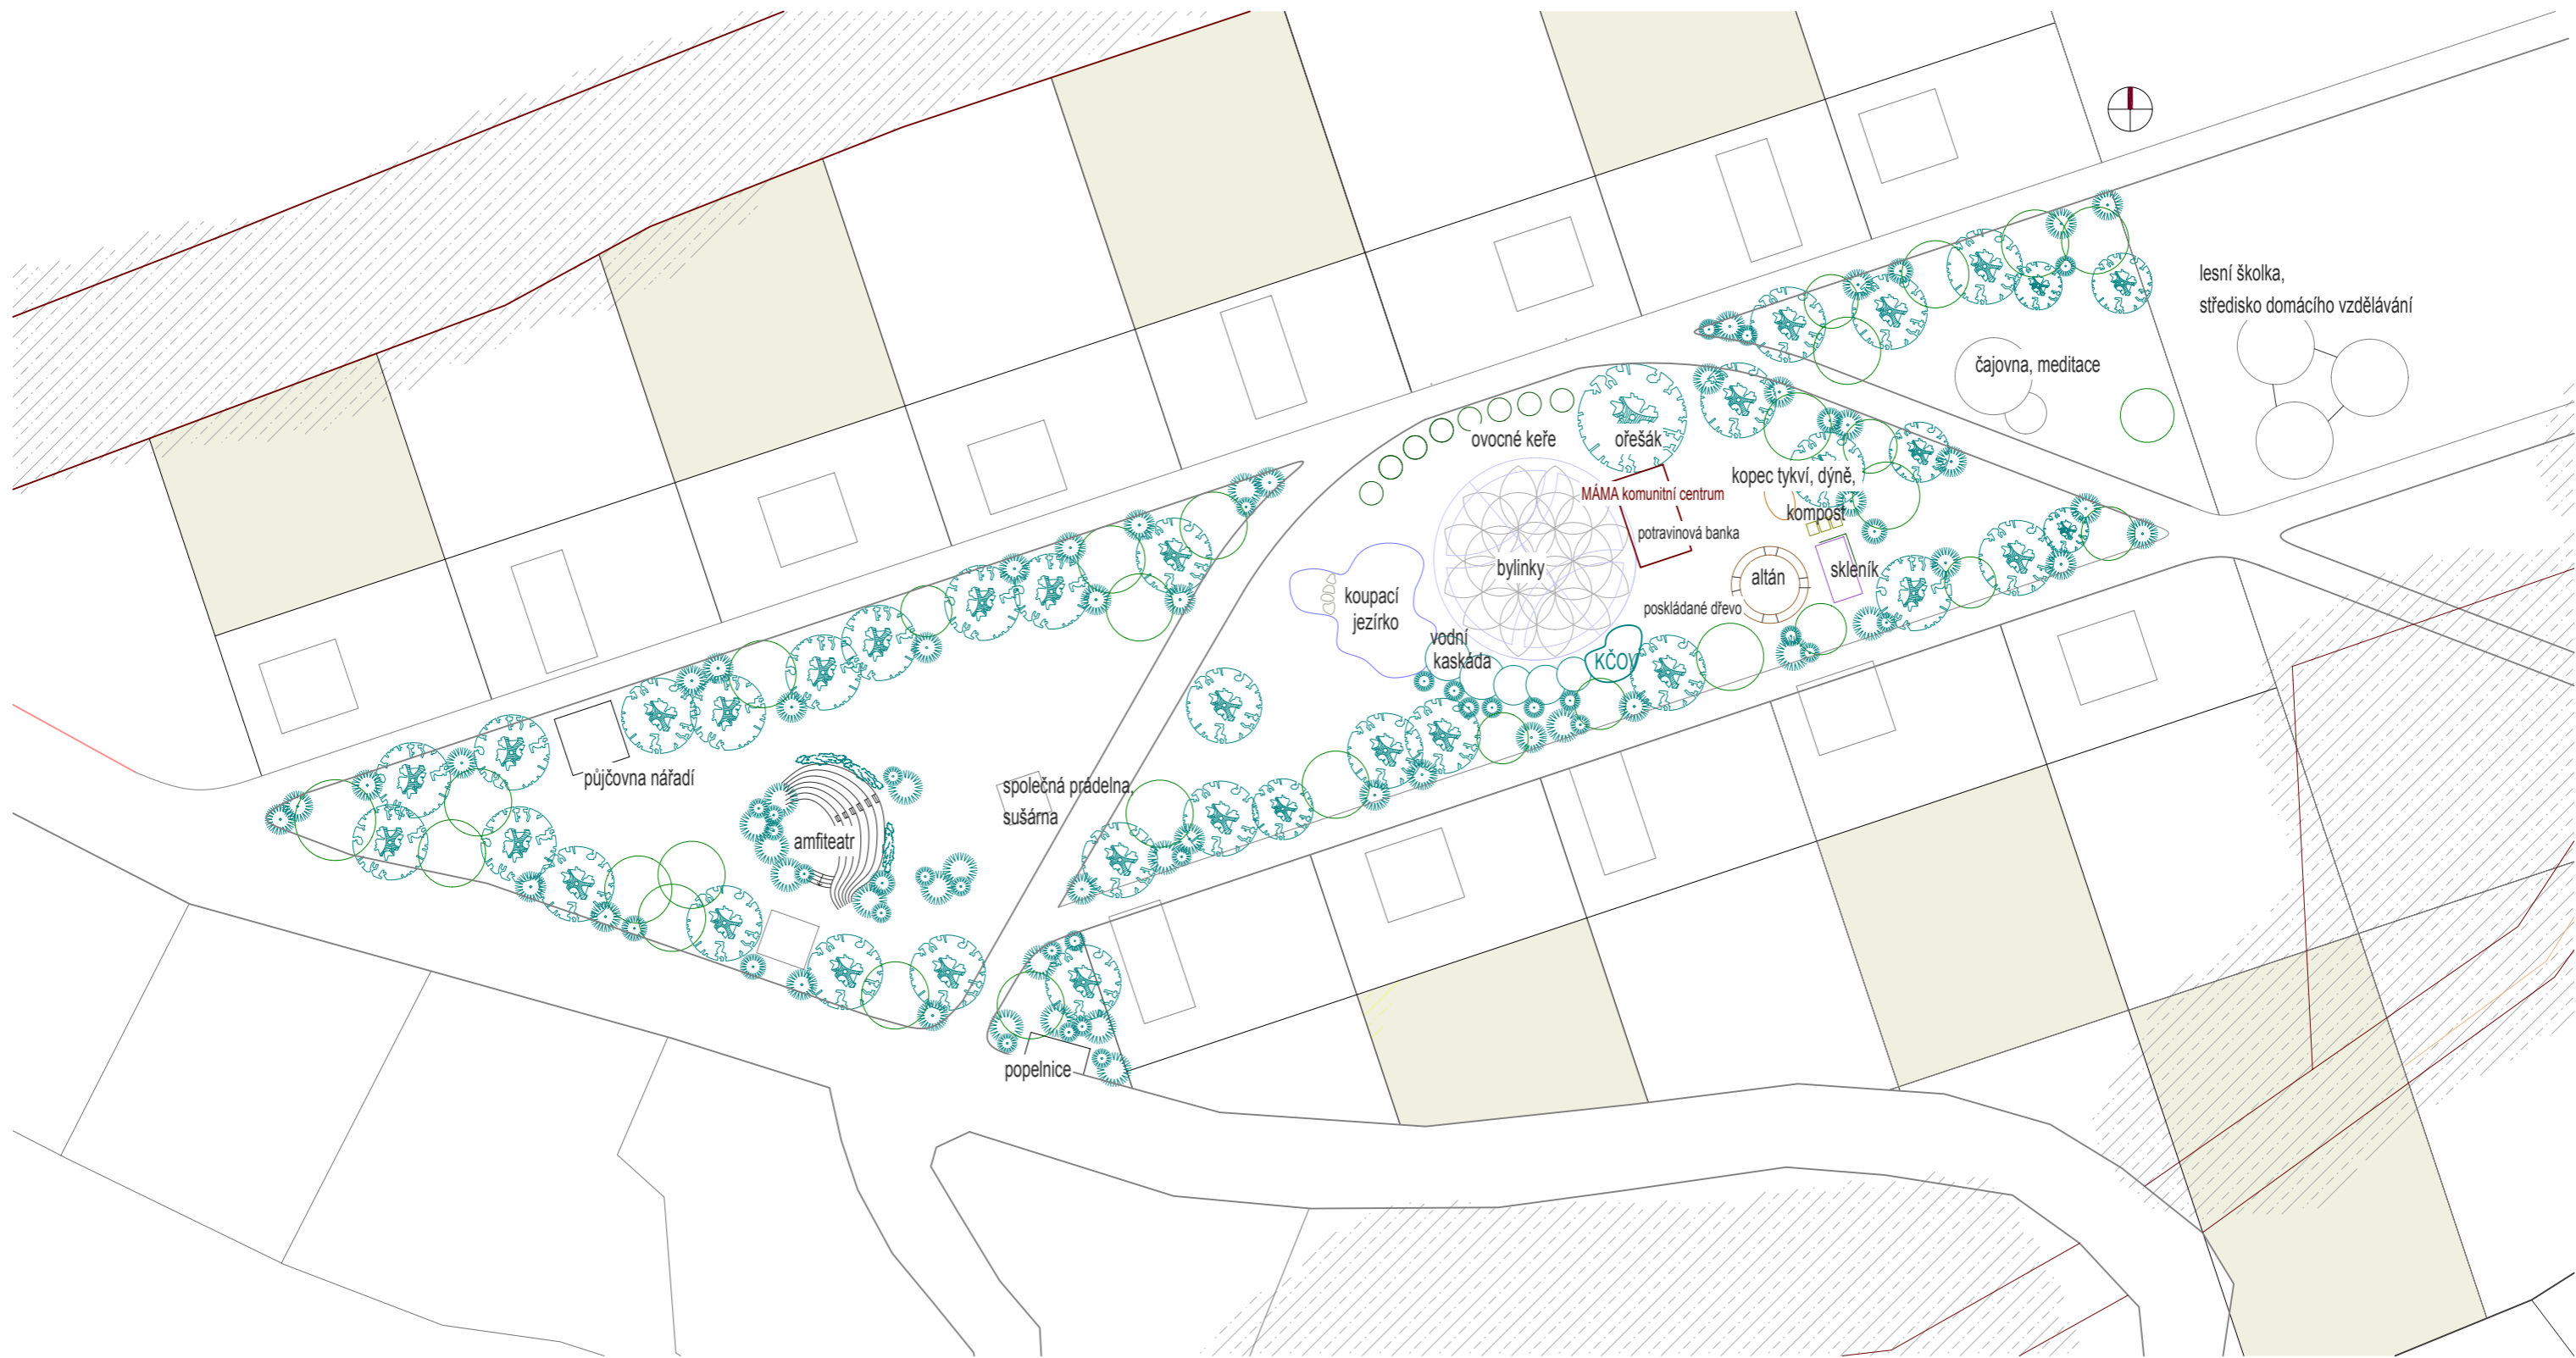 lesní školka,
středisko domácího vzdělávání
čajovna, meditace
ovocné keře
ořešák
kopec tykví, dýně,
kompost
MÁMA komunitní centrum
potravinová banka
bylinky
altán
skleník
koupací
jezírko
poskládané dřevo
vodní
kaskáda
KČOV
půjčovna nářadí
společná prádelna,
sušárna
amfiteatr
popelnice